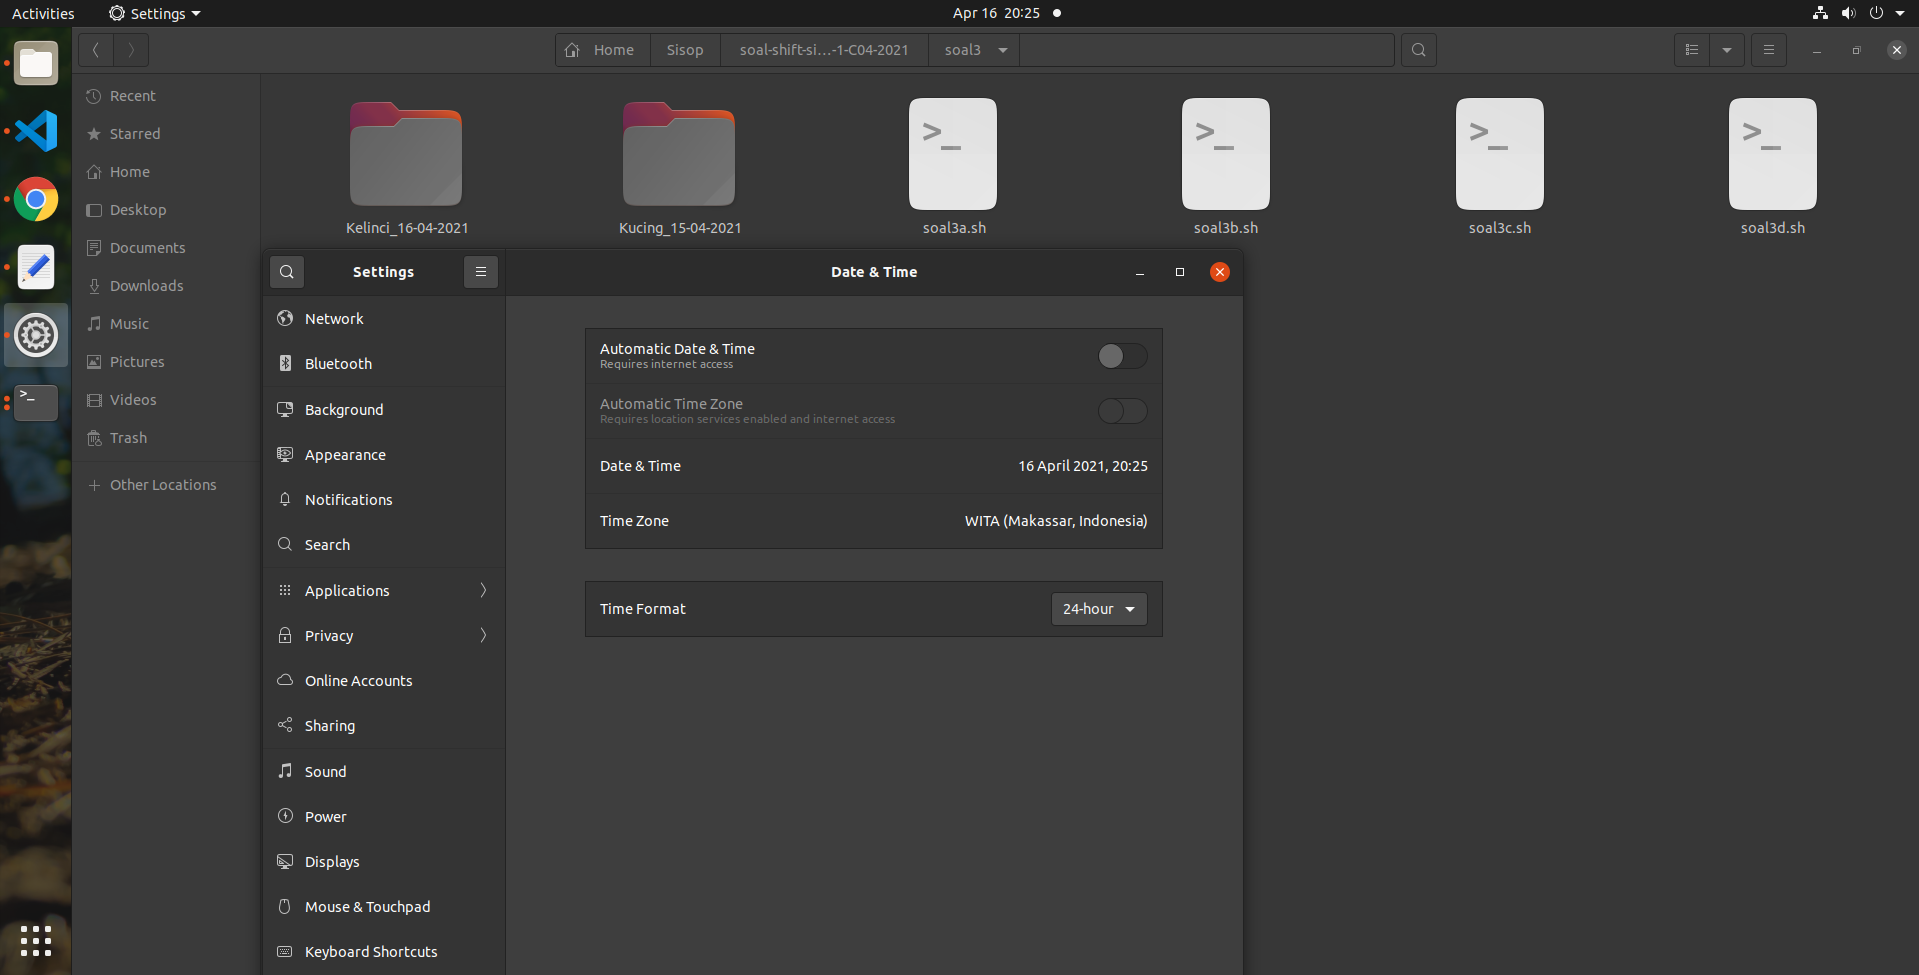 Activities
Settings
Apr 16 20:25
Home
Sisop
soal-shift-si...-1-C04-2021
soal3
Recent
Starred
Home
Desktop
Documents
Downloads
Music
Pictures
Videos
Trash
Other Locations
Kelinci_16-04-2021
Kucing_15-04-2021
soal3a.sh
soal3b.sh
soal3c.sh
soal3d.sh
Settings
Date & Time
Network
Bluetooth
Background
Appearance
Notifications
Search
Applications
Privacy
Online Accounts
Sharing
Sound
Power
Displays
Mouse & Touchpad
Keyboard Shortcuts
Automatic Date & Time
Requires internet access
Automatic Time Zone
Requires location services enabled and internet access
Date & Time
16 April 2021, 20:25
Time Zone
WITA (Makassar, Indonesia)
Time Format
24-hour